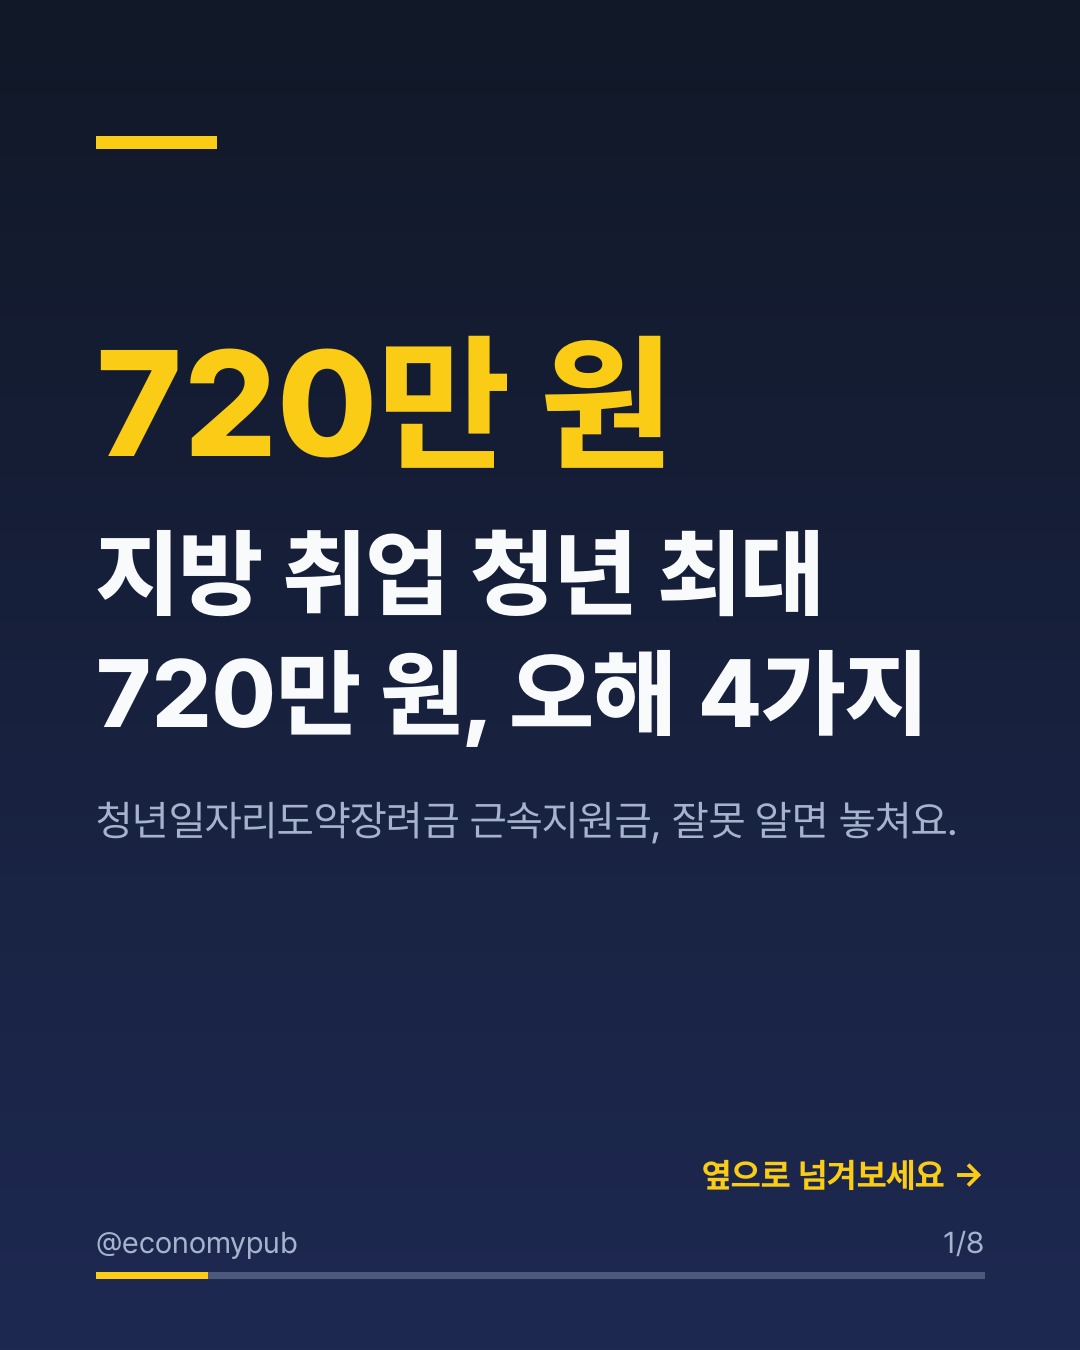 720만 원
지방 취업 청년 최대
720만 원, 오해 4가지
청년일자리도약장려금 근속지원금, 잘못 알면 놓쳐요.
옆으로 넘겨보세요 →
@economypub
1/8